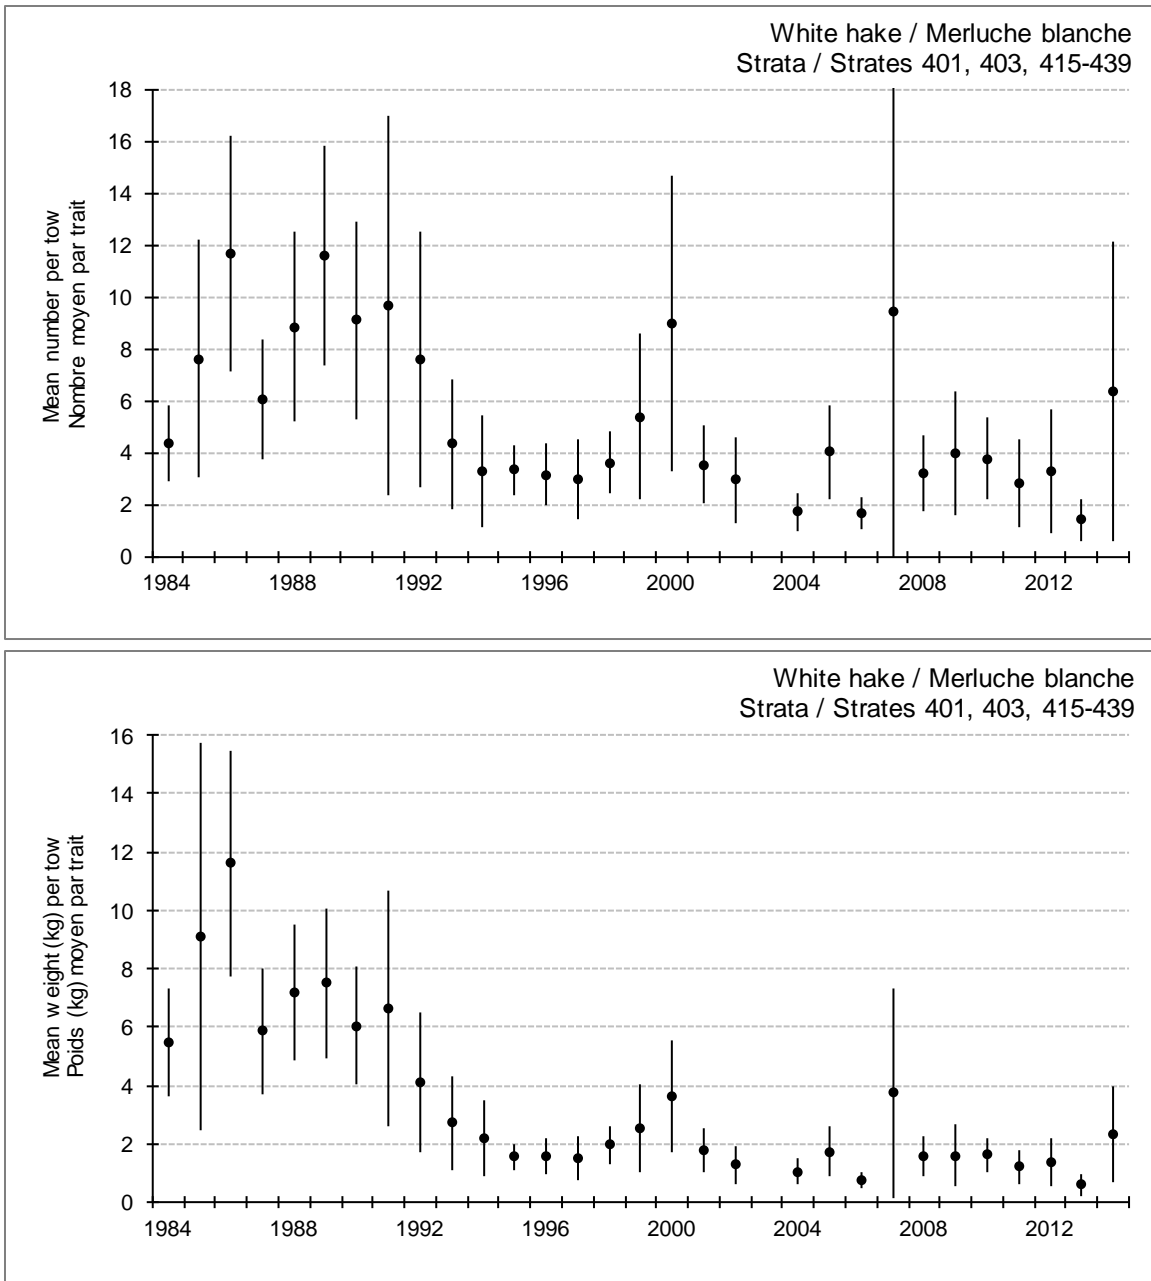 White hake / Merluche blanche
Strata / Strates 401, 403, 415-439
Mean number per tow
Nombre moyen par trait
18
16
14
12
10
8
6
4
2
0
1984 1988 1992 1996 2000 2004 2008 2012
White hake / Merluche blanche
Strata / Strates 401, 403, 415-439
Mean weight (kg) per tow
Poids (kg) moyen par trait
16
14
12
10
8
6
4
2
0
1984 1988 1992 1996 2000 2004 2008 2012